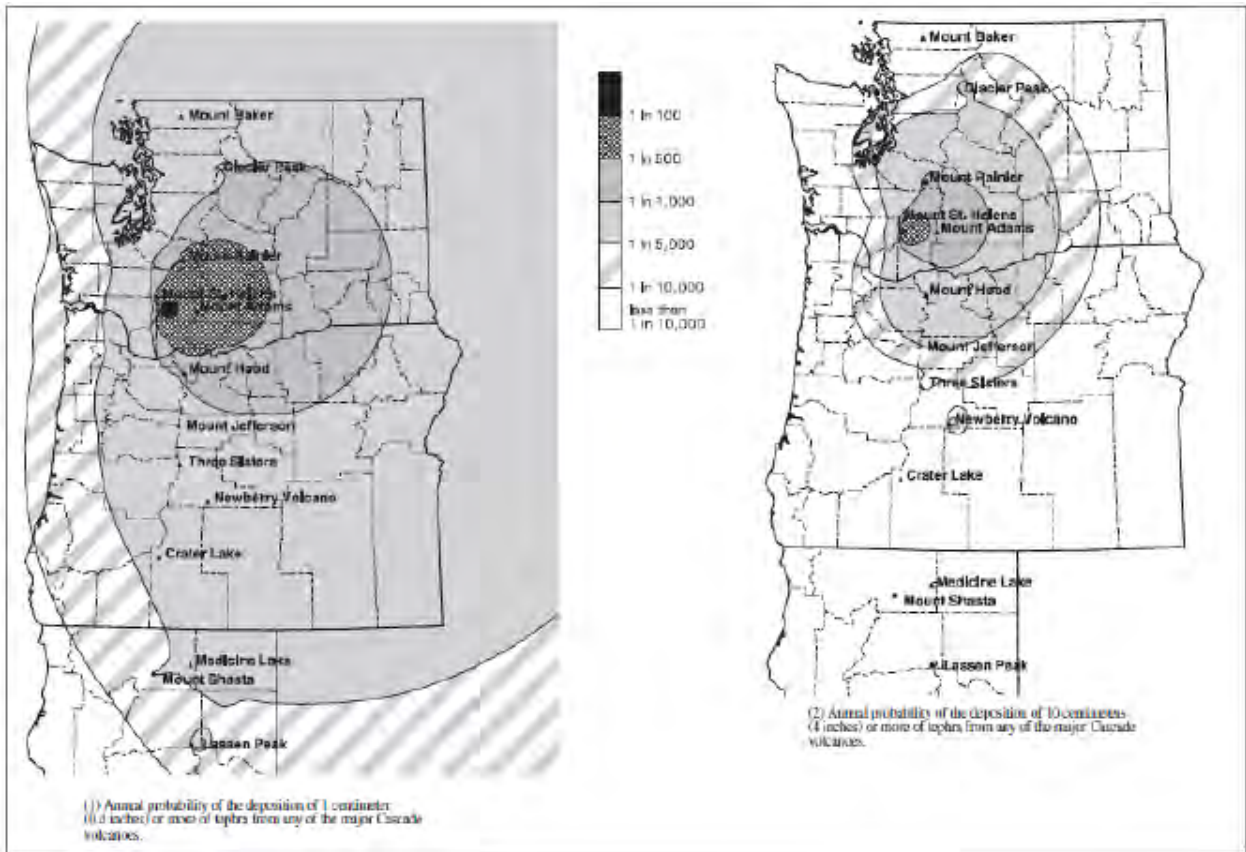 Mount Baker
Glacier Peak
Mount Rainier
Mount Adams
Mount Hood
Mount Jefferson
Three Sisters
Newberry Volcano
Crater Lake
Medicine Lake
Mount Shasta
Lassen Peak
(1) Annual probability of the deposition of 1 centimeter
inches) or more of tephra from any of the major Cascade
volcanoes.
1 in 100
1 in 500
1 in 1,000
1 in 5,000
1 in 10,000
less than
1 in 10,000
Mount Baker
Glacier Peak
Mount Rainier
Mount St. Helens
Mount Adams
Mount Hood
Mount Jefferson
Three Sisters
Newberry Volcano
Crater Lake
Medicine Lake
Mount Shasta
Lassen Peak
(2) Annual probability of the deposition of 10 centimeters
(4 inches) or more of tephra from any of the major Cascade
volcanoes.